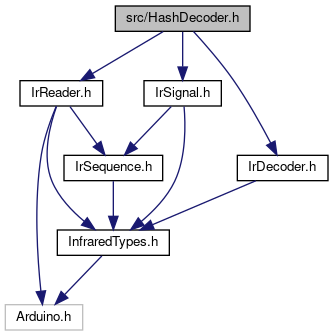 src/HashDecoder.h
IrReader.h
IrSignal.h
IrSequence.h
IrDecoder.h
InfraredTypes.h
Arduino.h